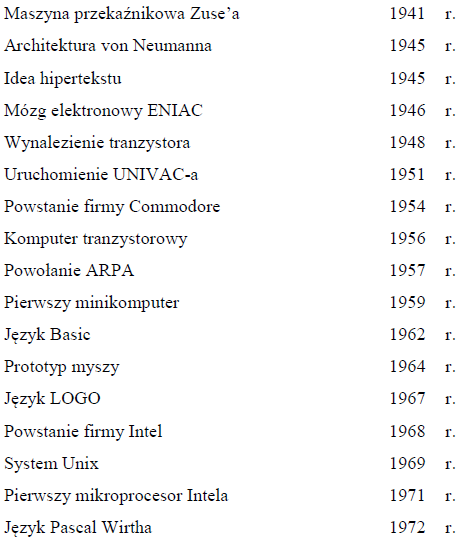 Maszyna przekaźnikowa Zuse’a 1941 r.
Architektura von Neumanna 1945 r.
Idea hipertekstu 1945 r.
Mózg elektronowy ENIAC 1946 r.
Wynalezienie tranzystora 1948 r.
Uruchomienie UNIVAC-a 1951 r.
Powstanie firmy Commodore 1954 r.
Komputer tranzystorowy 1956 r.
Powołanie ARPA 1957 r.
Pierwszy minikomputer 1959 r.
Język Basic 1962 r.
Prototyp myszy 1964 r.
Język LOGO 1967 r.
Powstanie firmy Intel 1968 r.
System Unix 1969 r.
Pierwszy mikroprocesor Intela 1971 r.
Język Pascal Wirtha 1972 r.